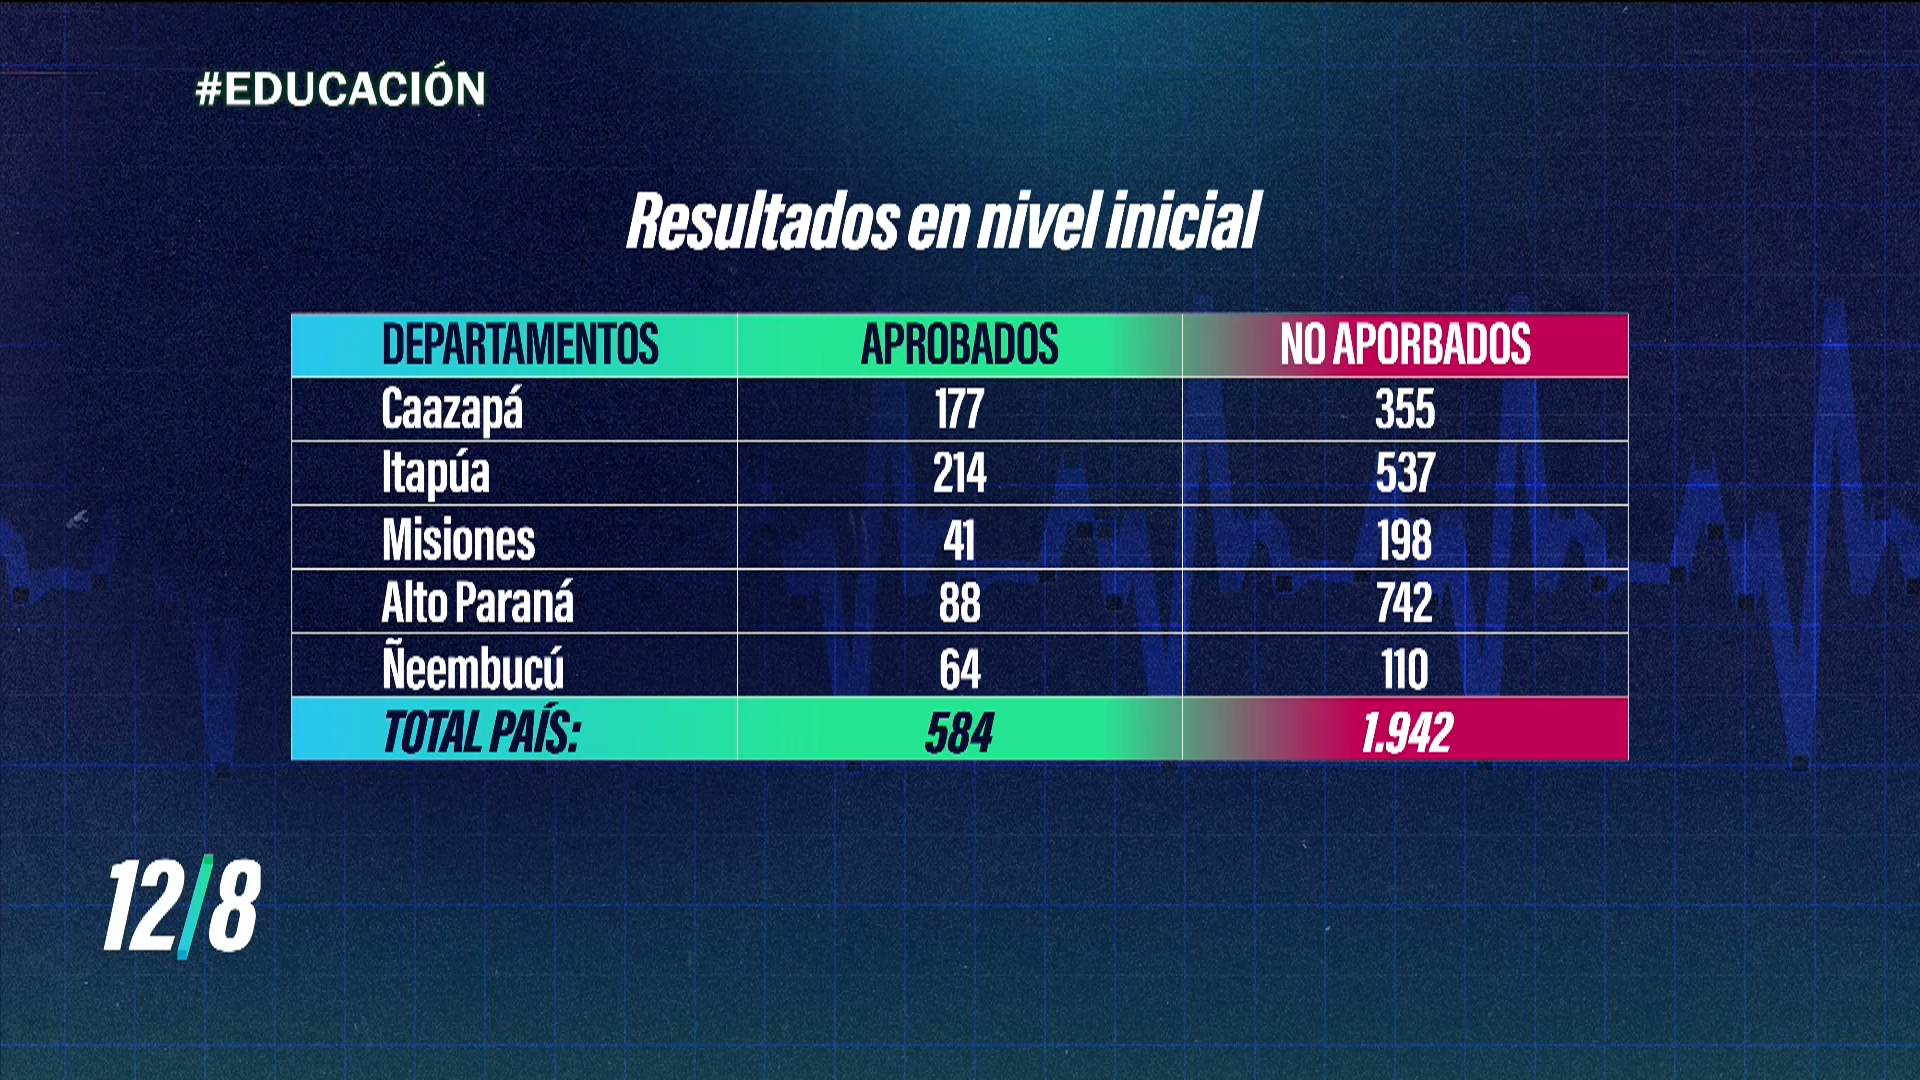 #EDUCACIÓN
Resultados en nivel inicial
DEPARTAMENTOS APROBADOS NO APORBADOS
Caazapá 177 355
Itapúa 214 537
Misiones 41 198
Alto Paraná 88 742
Ñeembucú 64 110
TOTAL PAÍS: 584 1.942
12/8